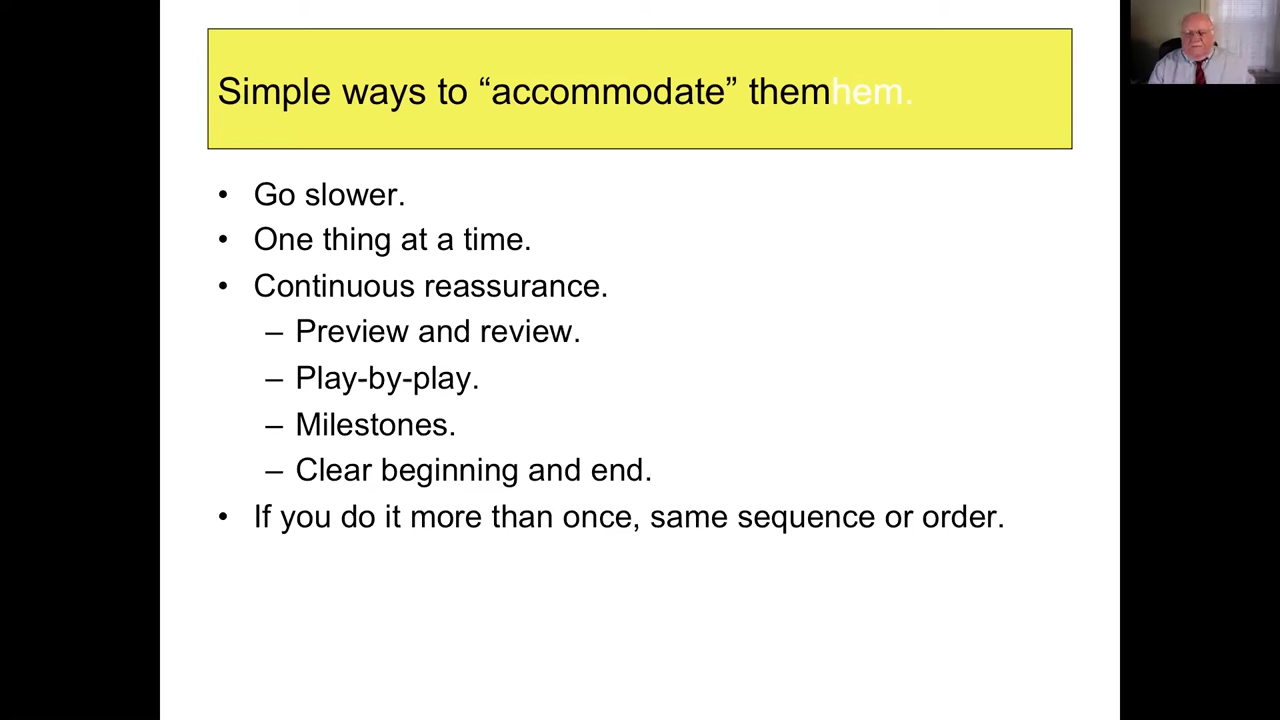 Simple ways to “accommodate” themhem.
• Go slower.
• One thing at a time.
• Continuous reassurance.
– Preview and review.
– Play-by-play.
– Milestones.
– Clear beginning and end.
• If you do it more than once, same sequence or order.